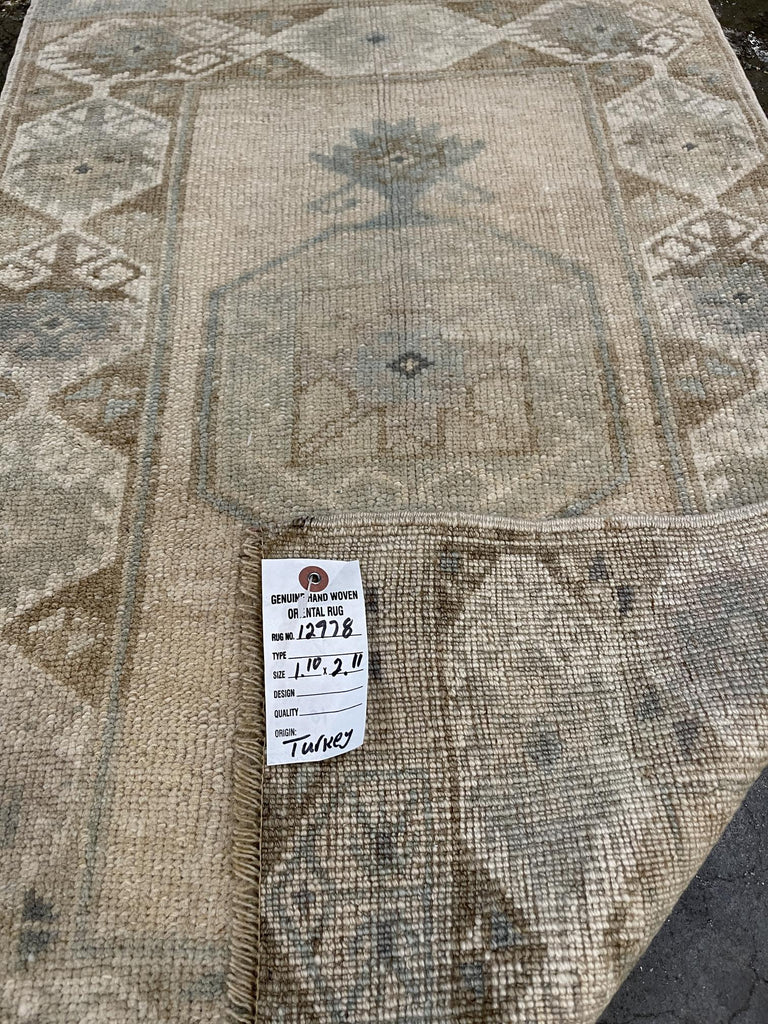 GENUINE HAND WOVEN
ORIENTAL RUG
RUG NO. 12978
TYPE
SIZE 1.10 x 2.11
DESIGN
QUALITY
ORIGIN:
Turkey